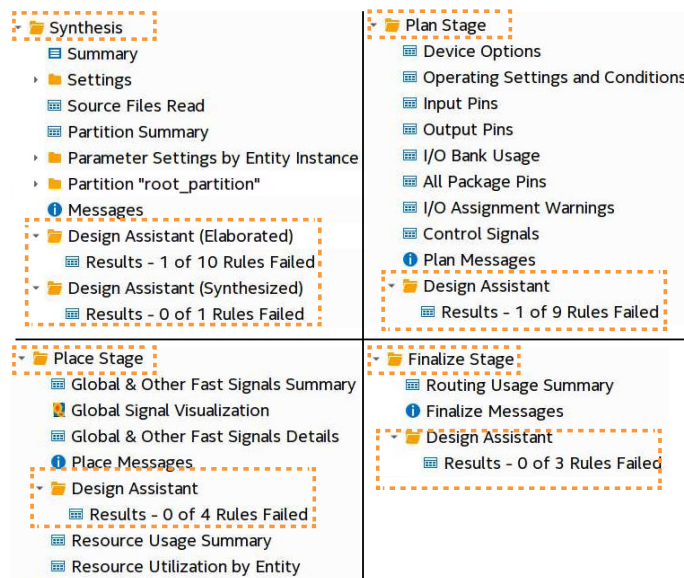 Synthesis
Summary
Settings
Source Files Read
Partition Summary
Parameter Settings by Entity Instance
Partition "root_partition"
Messages
Design Assistant (Elaborated)
Results - 1 of 10 Rules Failed
Design Assistant (Synthesized)
Results - 0 of 1 Rules Failed
Plan Stage
Device Options
Operating Settings and Conditions
Input Pins
Output Pins
I/O Bank Usage
All Package Pins
I/O Assignment Warnings
Control Signals
Plan Messages
Design Assistant
Results - 1 of 9 Rules Failed
Place Stage
Global & Other Fast Signals Summary
Global Signal Visualization
Global & Other Fast Signals Details
Place Messages
Design Assistant
Results - 0 of 4 Rules Failed
Resource Usage Summary
Resource Utilization by Entity
Finalize Stage
Routing Usage Summary
Finalize Messages
Design Assistant
Results - 0 of 3 Rules Failed